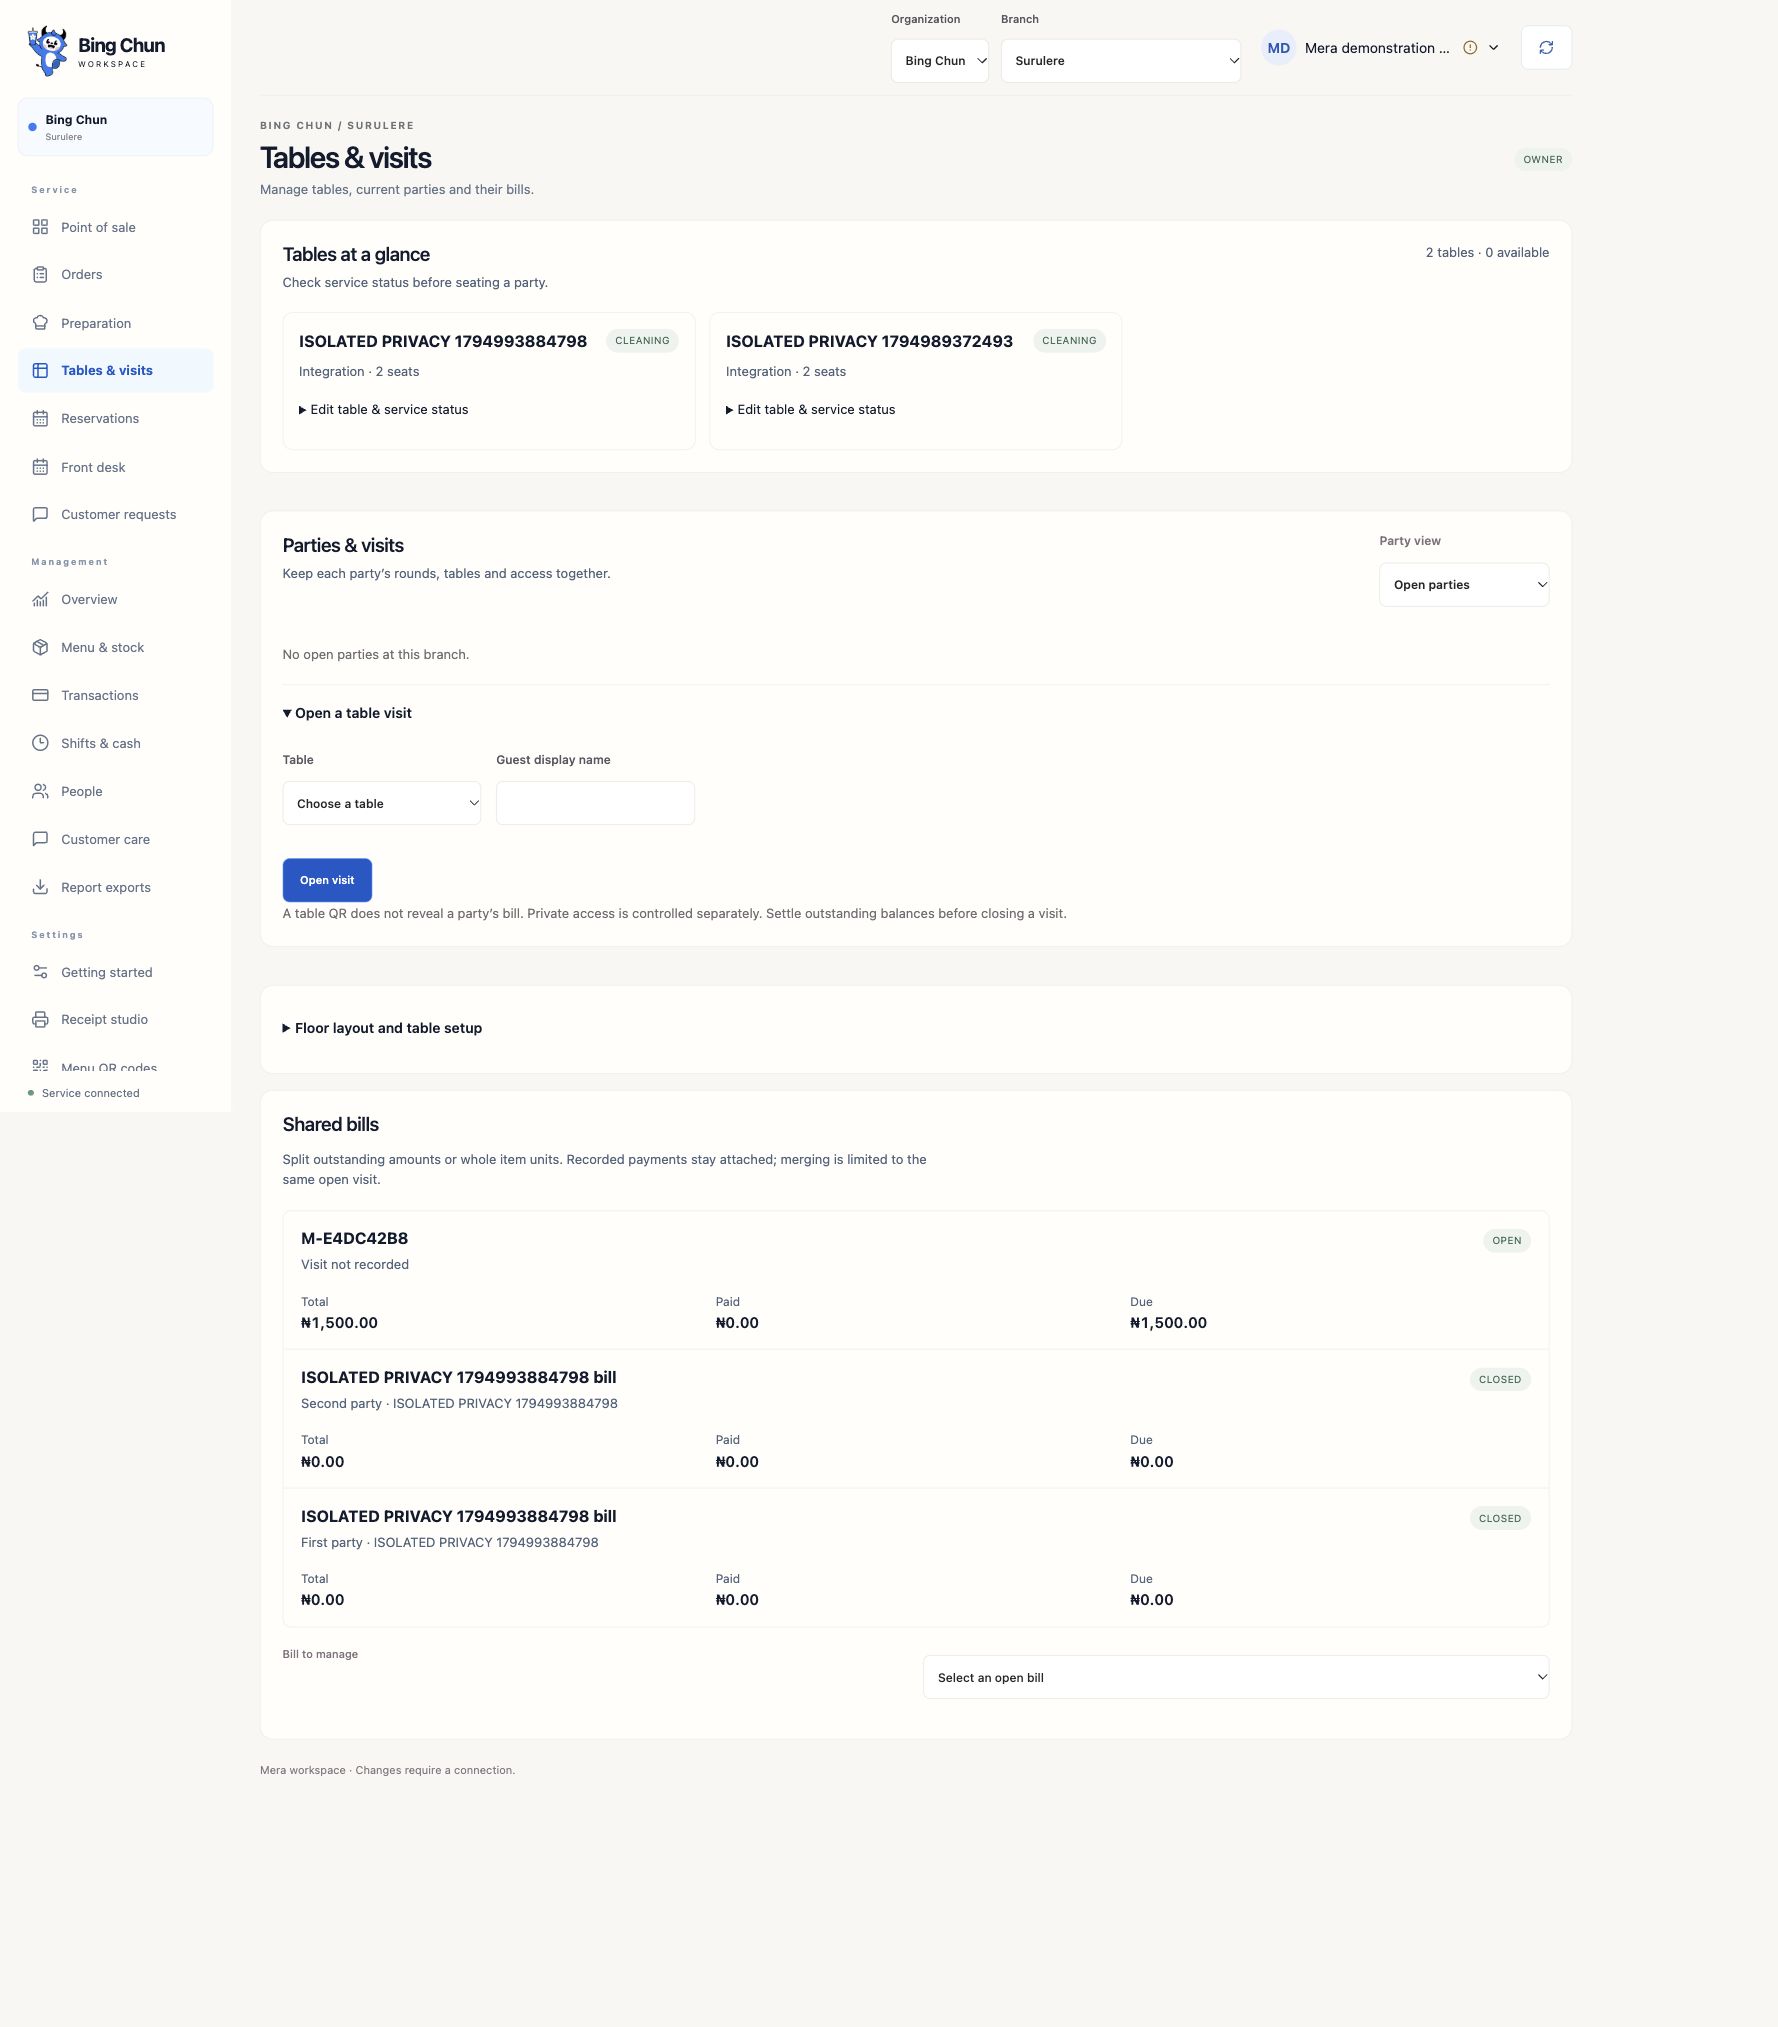 Bing Chun
WORKSPACE
Bing Chun
Surulere
Service
Point of sale
Orders
Preparation
Tables & visits
Reservations
Front desk
Customer requests
Management
Overview
Menu & stock
Transactions
Shifts & cash
People
Customer care
Report exports
Settings
Getting started
Receipt studio
Menu QR codes
Service connected
Organization
Branch
Bing Chun
Surulere
MD
Mera demonstration ...
BING CHUN / SURULERE
Tables & visits
OWNER
Manage tables, current parties and their bills.
Tables at a glance
2 tables · 0 available
Check service status before seating a party.
ISOLATED PRIVACY 1794993884798
CLEANING
Integration · 2 seats
Edit table & service status
ISOLATED PRIVACY 1794989372493
CLEANING
Integration · 2 seats
Edit table & service status
Parties & visits
Keep each party’s rounds, tables and access together.
Party view
Open parties
No open parties at this branch.
Open a table visit
Table
Guest display name
Choose a table
Open visit
A table QR does not reveal a party’s bill. Private access is controlled separately. Settle outstanding balances before closing a visit.
Floor layout and table setup
Shared bills
Split outstanding amounts or whole item units. Recorded payments stay attached; merging is limited to the
same open visit.
M-E4DC42B8
OPEN
Visit not recorded
Total
Paid
Due
₦1,500.00
₦0.00
₦1,500.00
ISOLATED PRIVACY 1794993884798 bill
CLOSED
Second party · ISOLATED PRIVACY 1794993884798
Total
Paid
Due
₦0.00
₦0.00
₦0.00
ISOLATED PRIVACY 1794993884798 bill
CLOSED
First party · ISOLATED PRIVACY 1794993884798
Total
Paid
Due
₦0.00
₦0.00
₦0.00
Bill to manage
Select an open bill
Mera workspace · Changes require a connection.